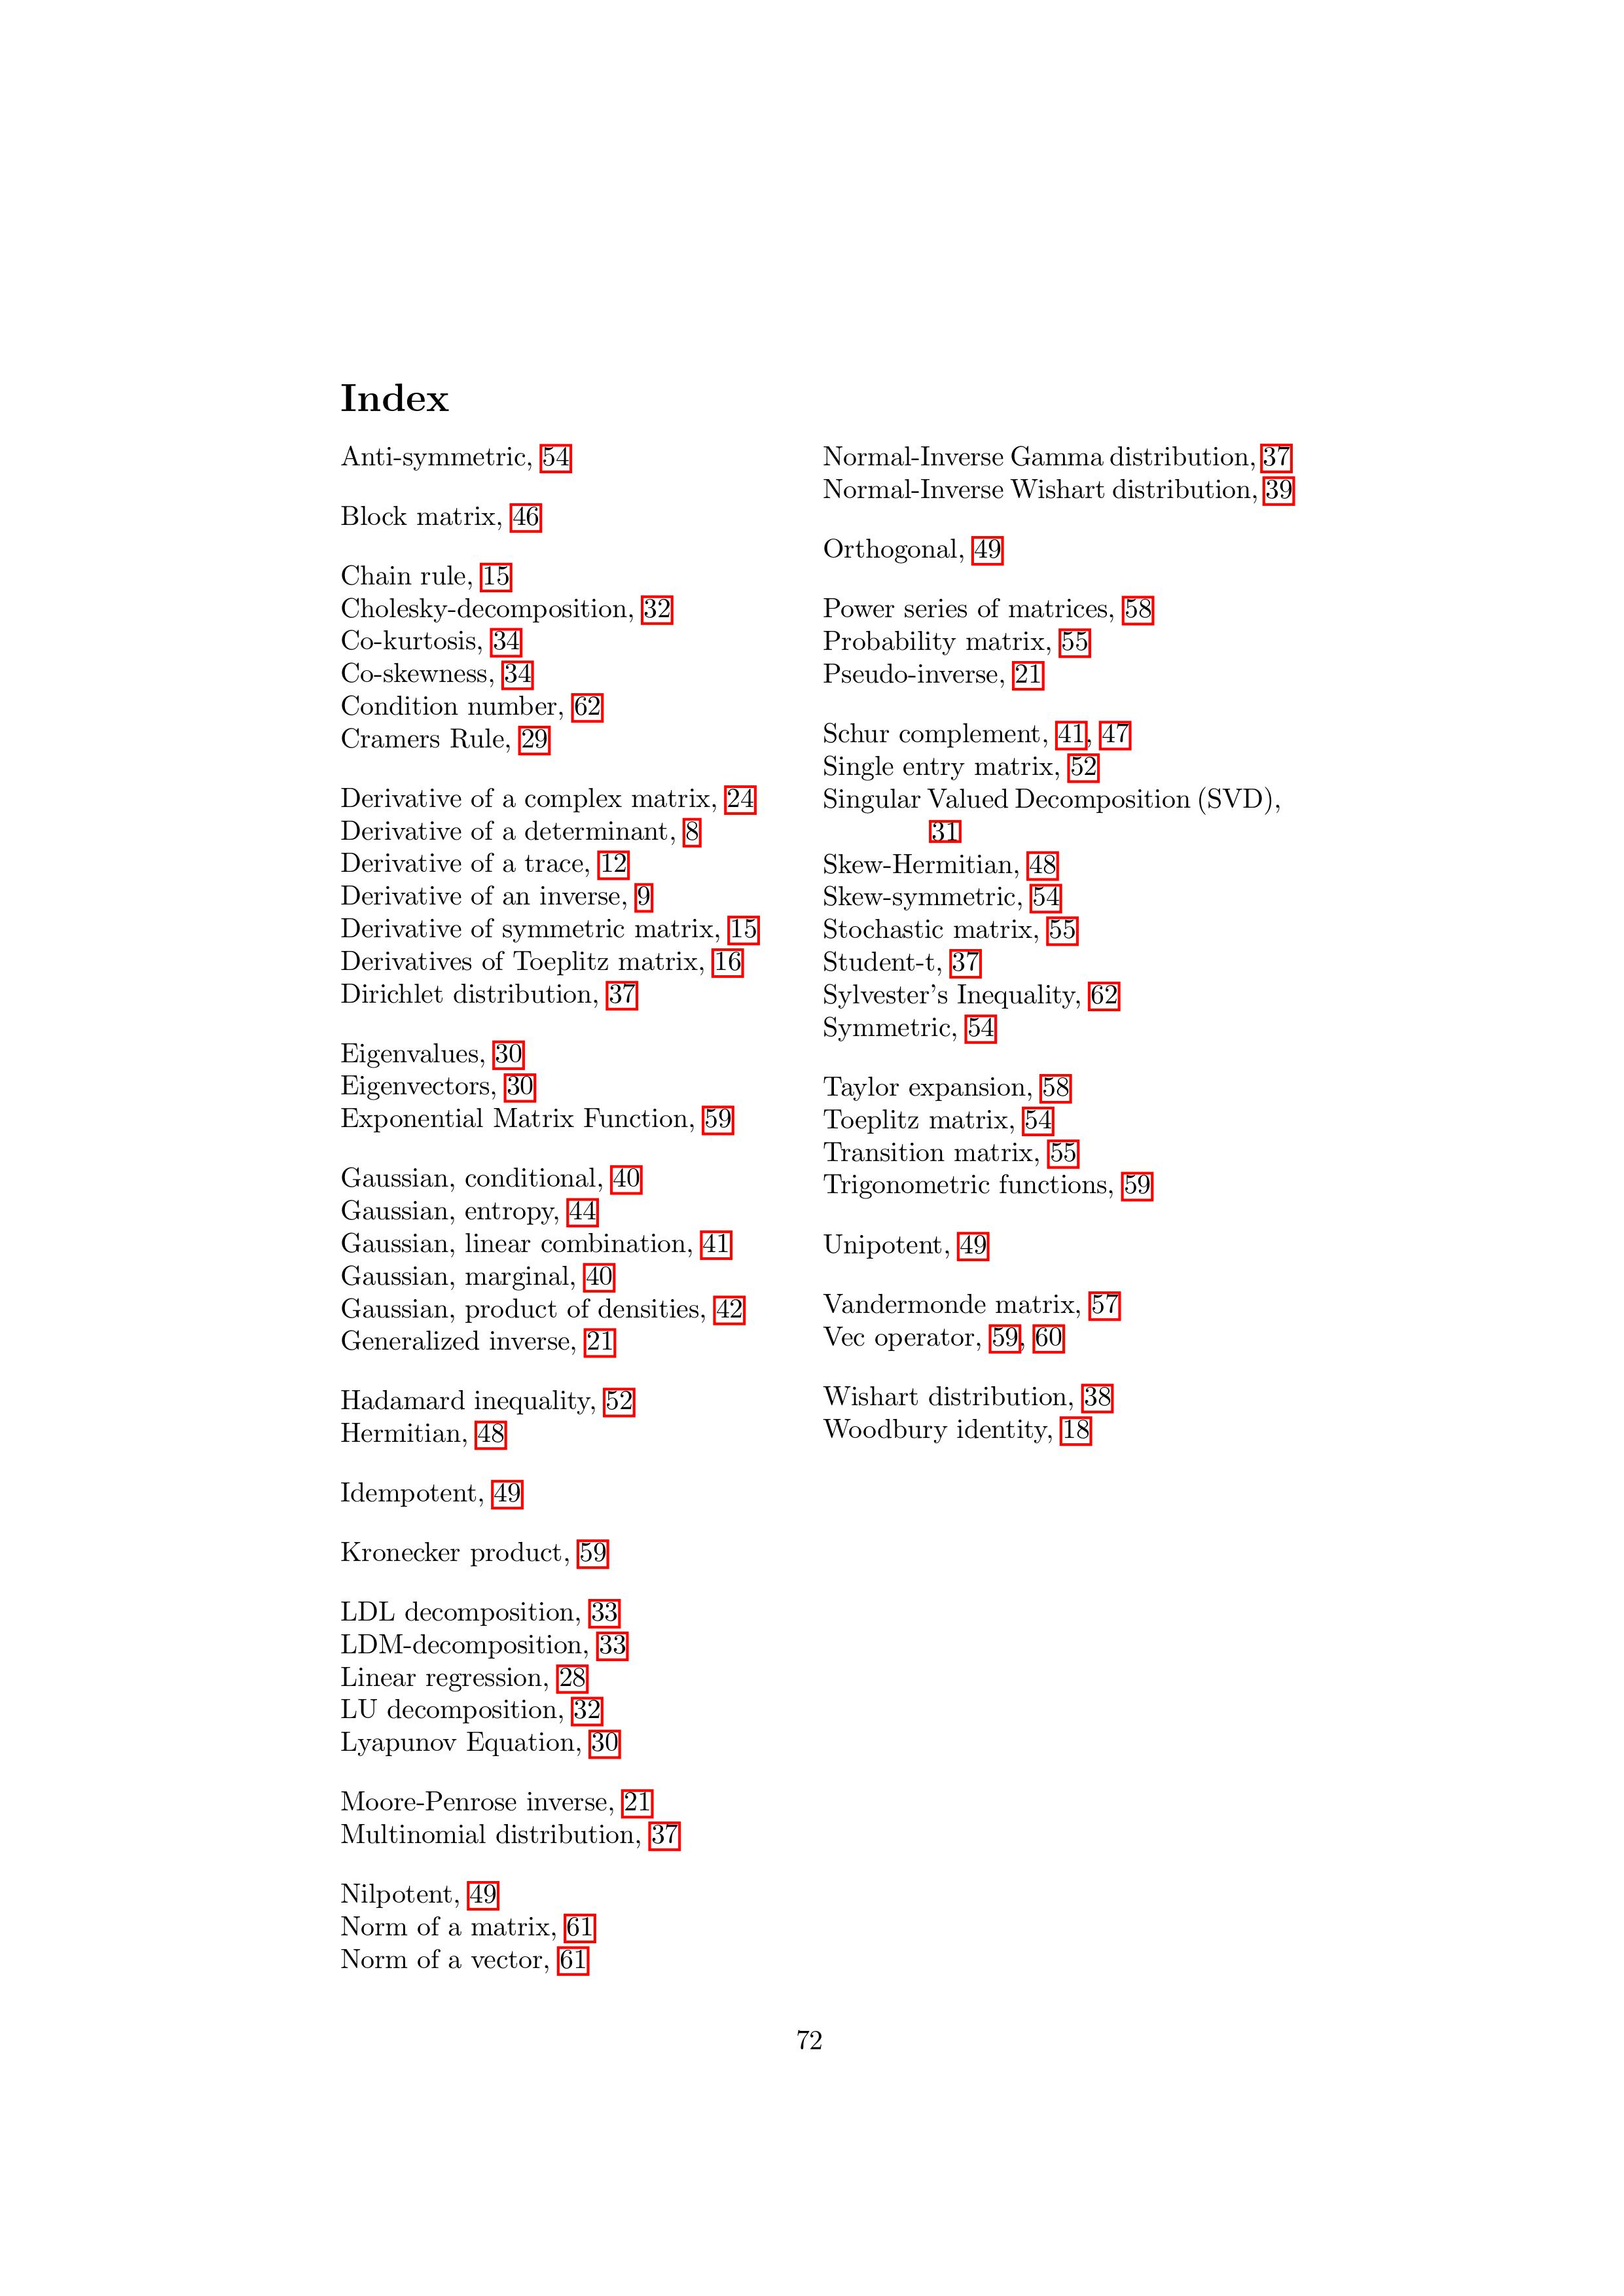 Index
Anti-symmetric, 54
Block matrix, 46
Chain rule, 15
Cholesky-decomposition, 32
Co-kurtosis, 34
Co-skewness, 34
Condition number, 62
Cramers Rule, 29
Derivative of a complex matrix, 24
Derivative of a determinant, 8
Derivative of a trace, 12
Derivative of an inverse, 9
Derivative of symmetric matrix, 15
Derivatives of Toeplitz matrix, 16
Dirichlet distribution, 37
Eigenvalues, 30
Eigenvectors, 30
Exponential Matrix Function, 59
Gaussian, conditional, 40
Gaussian, entropy, 44
Gaussian, linear combination, 41
Gaussian, marginal, 40
Gaussian, product of densities, 42
Generalized inverse, 21
Hadamard inequality, 52
Hermitian, 48
Idempotent, 49
Kronecker product, 59
LDL decomposition, 33
LDM-decomposition, 33
Linear regression, 28
LU decomposition, 32
Lyapunov Equation, 30
Moore-Penrose inverse, 21
Multinomial distribution, 37
Nilpotent, 49
Norm of a matrix, 61
Norm of a vector, 61
Normal-Inverse Gamma distribution, 37
Normal-Inverse Wishart distribution, 39
Orthogonal, 49
Power series of matrices, 58
Probability matrix, 55
Pseudo-inverse, 21
Schur complement, 41, 47
Single entry matrix, 52
Singular Valued Decomposition (SVD),
31
Skew-Hermitian, 48
Skew-symmetric, 54
Stochastic matrix, 55
Student-t, 37
Sylvester's Inequality, 62
Symmetric, 54
Taylor expansion, 58
Toeplitz matrix, 54
Transition matrix, 55
Trigonometric functions, 59
Unipotent, 49
Vandermonde matrix, 57
Vec operator, 59, 60
Wishart distribution, 38
Woodbury identity, 18
72